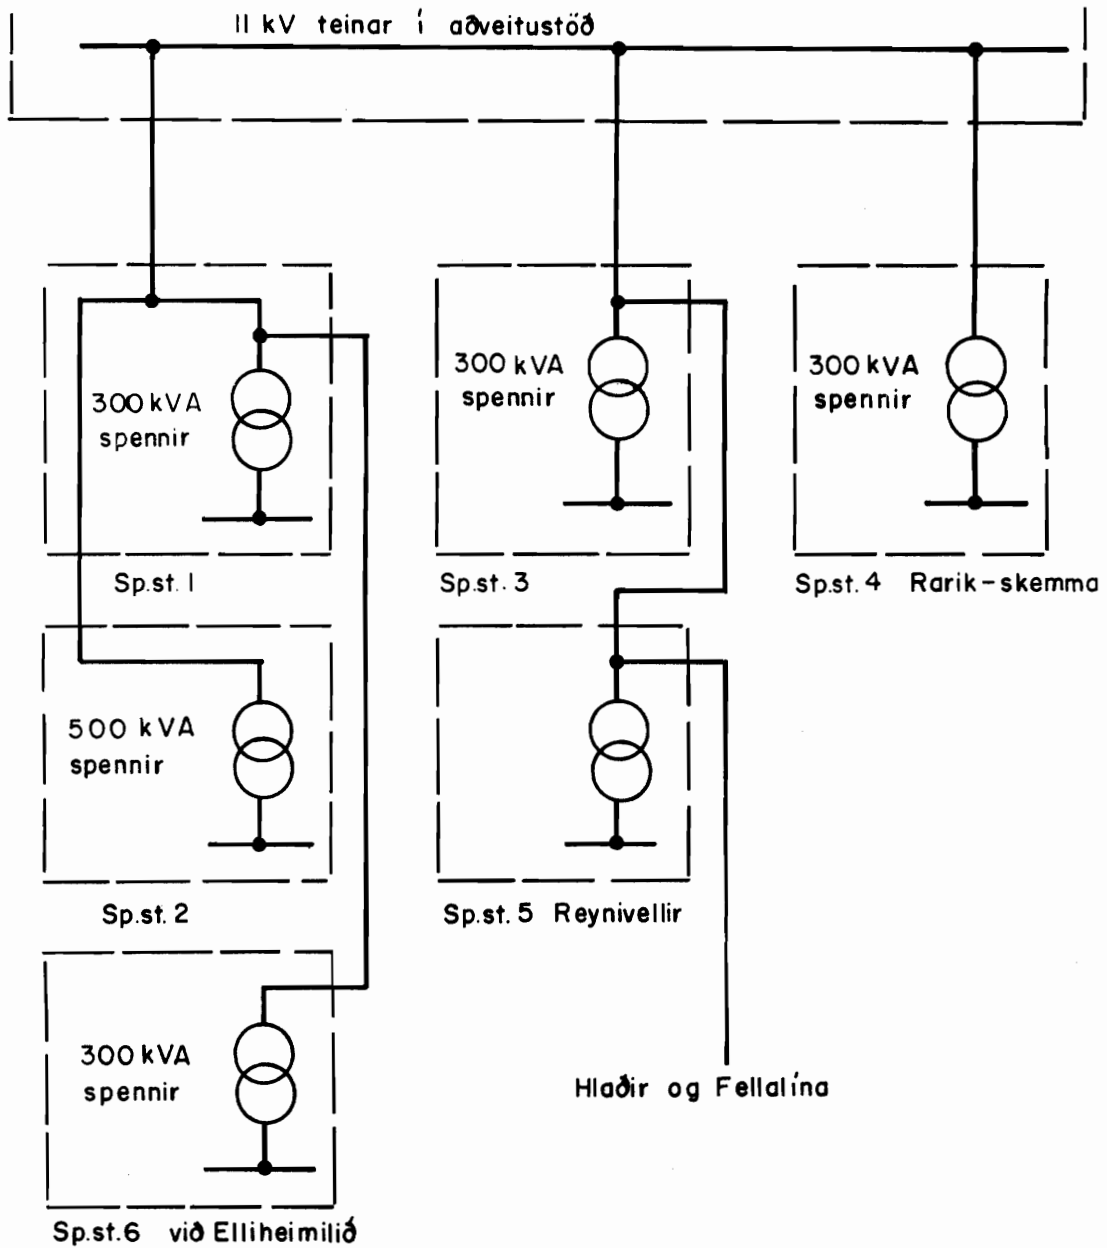 11 kV teinar í aðveitustöð
300 kVA
spennir
Sp.st. 1
300 kVA
spennir
Sp.st. 3
300 kVA
spennir
Sp.st. 4 Rarik-skemma
500 kVA
spennir
Sp.st. 2
Sp.st. 5 Reynivellir
300 kVA
spennir
Sp.st. 6 við Elliheimilið
Hlaðir og Fellalína